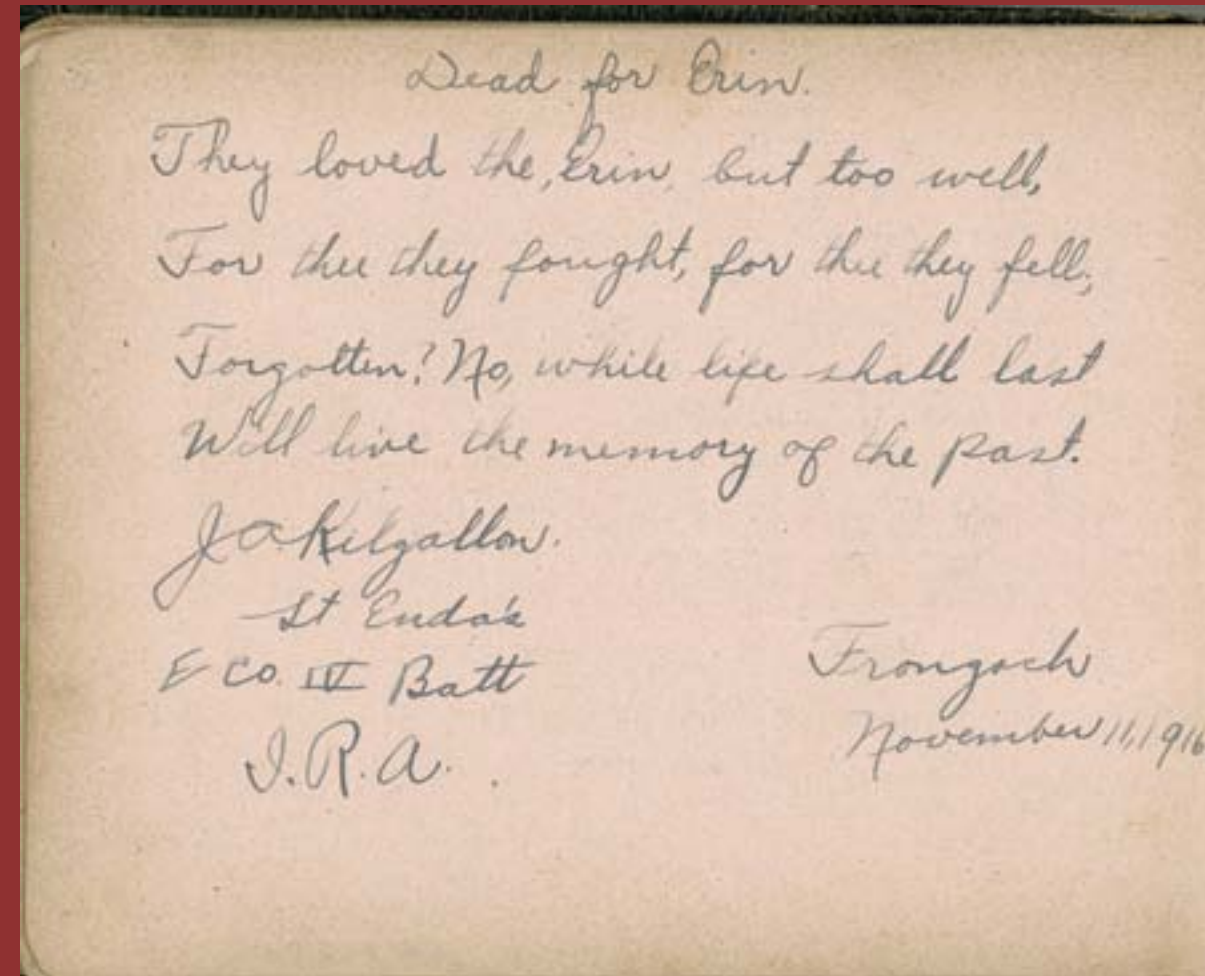 Dead for Erin.
They loved the, Erin, but too well,
For thee they fought, for thee they fell,
Forgotten? No, while life shall last
Will live the memory of the past.
J A Kilgallon.
St Enda's
E Co. IV Batt
I.R.A.
Frongoch
November 11, 1916